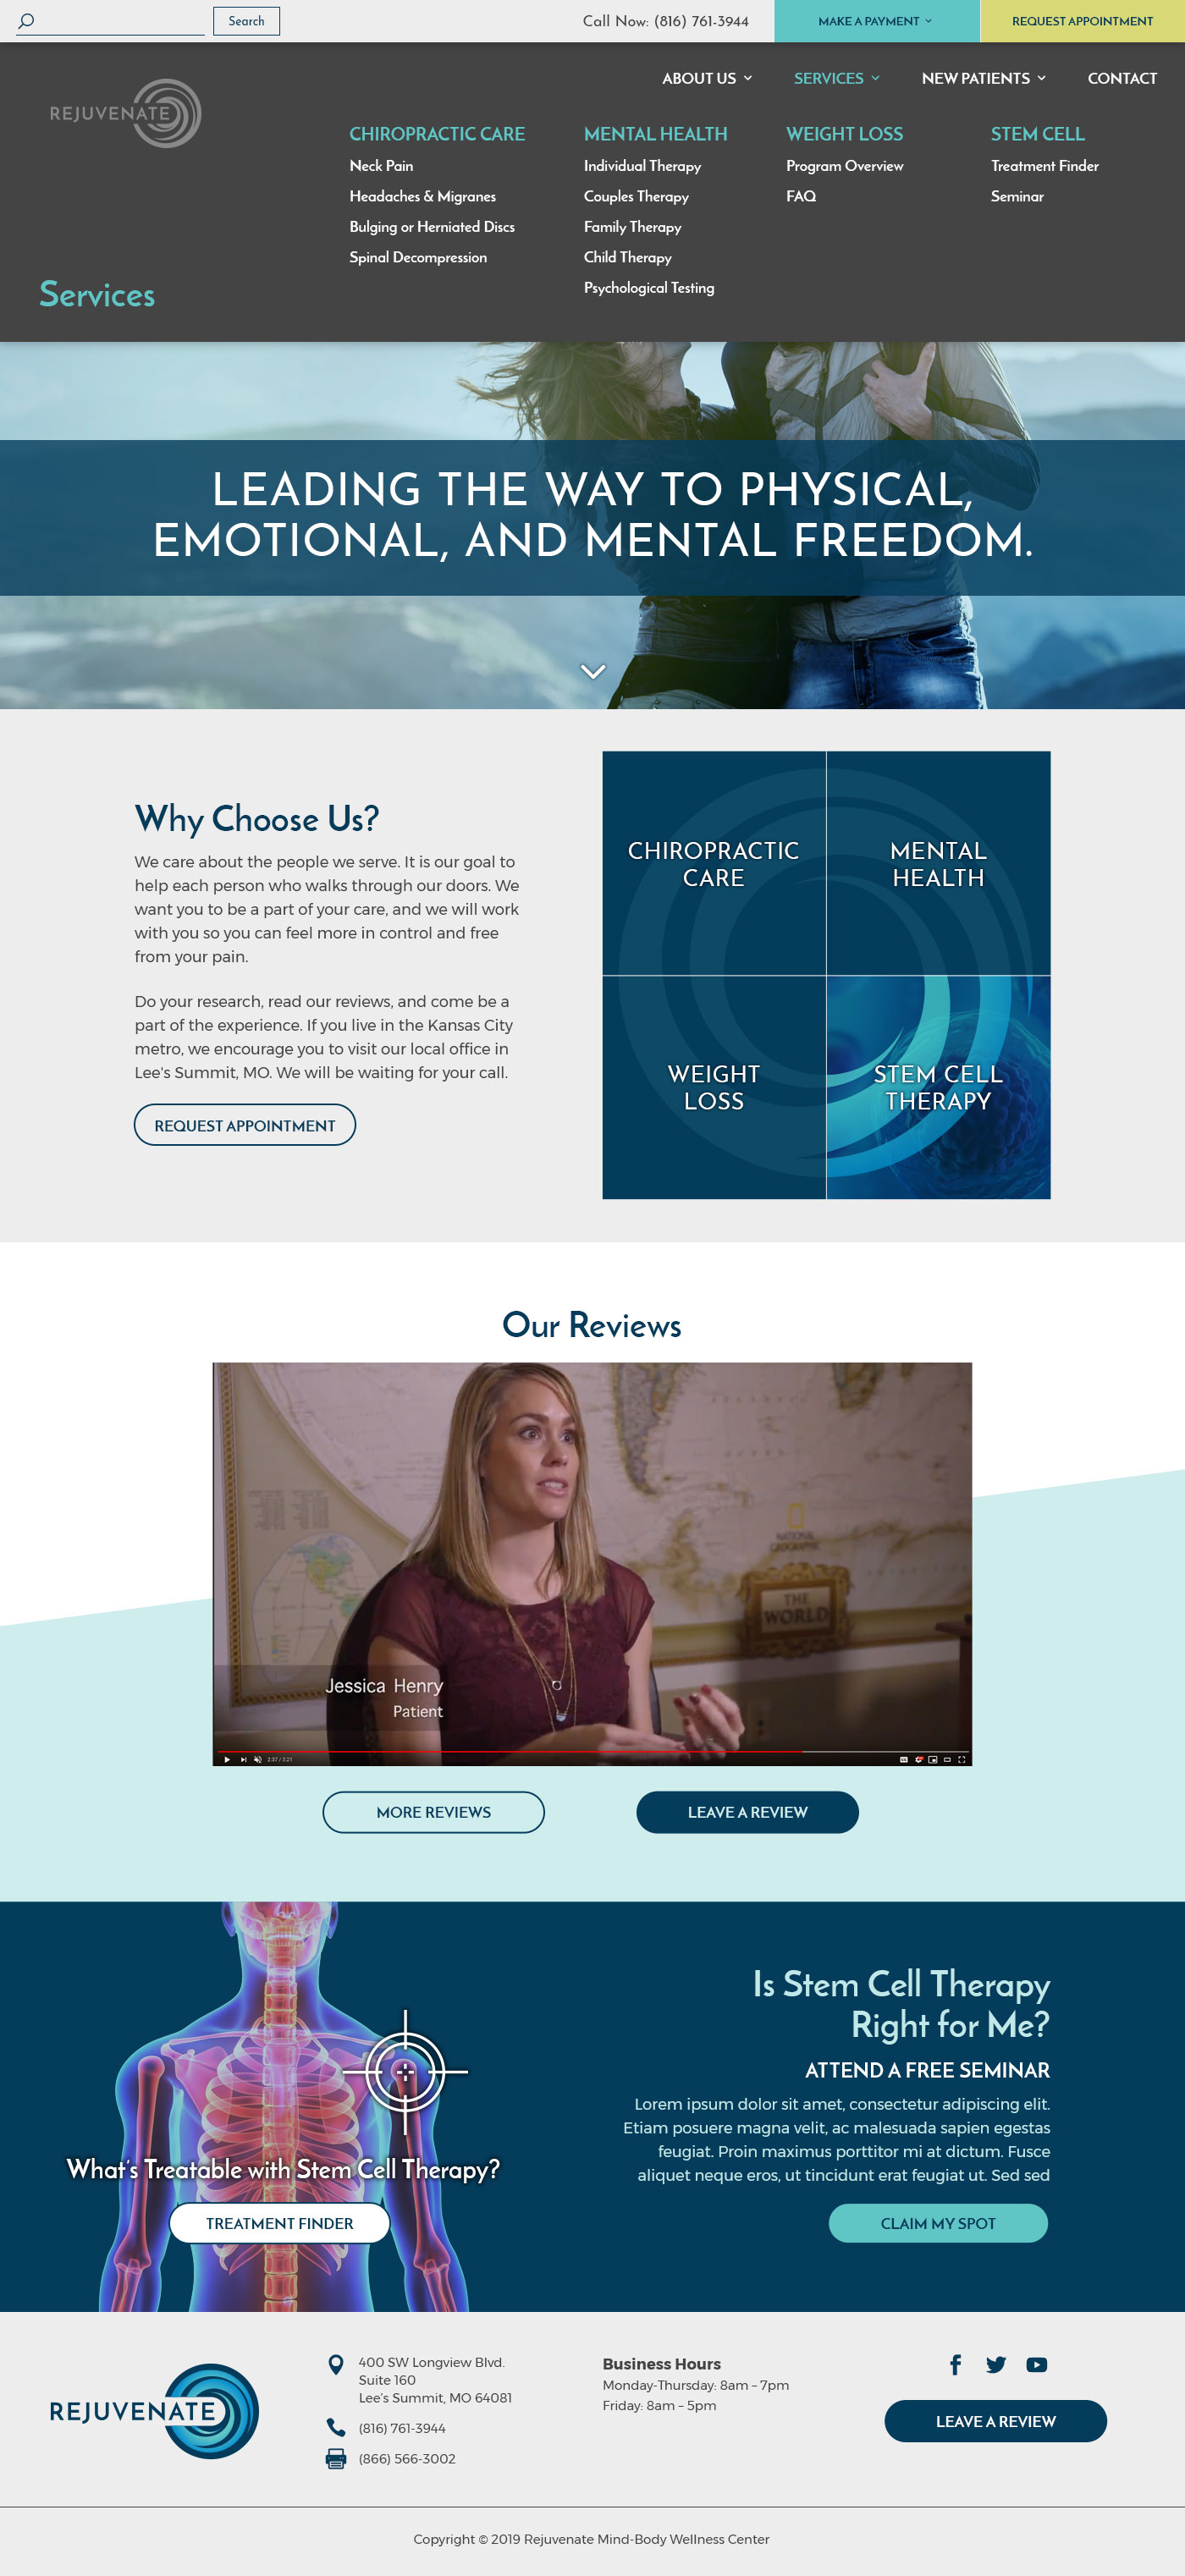 Search
Call Now: (816) 761-3944
MAKE A PAYMENT
REQUEST APPOINTMENT
REJUVENATE
ABOUT US
SERVICES
NEW PATIENTS
CONTACT
Services
CHIROPRACTIC CARE
Neck Pain
Headaches & Migranes
Bulging or Herniated Discs
Spinal Decompression
MENTAL HEALTH
Individual Therapy
Couples Therapy
Family Therapy
Child Therapy
Psychological Testing
WEIGHT LOSS
Program Overview
FAQ
STEM CELL
Treatment Finder
Seminar
LEADING THE WAY TO PHYSICAL,
EMOTIONAL, AND MENTAL FREEDOM.
Why Choose Us?
We care about the people we serve. It is our goal to
help each person who walks through our doors. We
want you to be a part of your care, and we will work
with you so you can feel more in control and free
from your pain.
Do your research, read our reviews, and come be a
part of the experience. If you live in the Kansas City
metro, we encourage you to visit our local office in
Lee's Summit, MO. We will be waiting for your call.
REQUEST APPOINTMENT
CHIROPRACTIC
CARE
MENTAL
HEALTH
WEIGHT
LOSS
STEM CELL
THERAPY
Our Reviews
NATIONAL
GEOGRAPHIC
THE
WORLD
Jessica Henry
Patient
2:37 / 3:21
MORE REVIEWS
LEAVE A REVIEW
What's Treatable with Stem Cell Therapy?
TREATMENT FINDER
Is Stem Cell Therapy
Right for Me?
ATTEND A FREE SEMINAR
Lorem ipsum dolor sit amet, consectetur adipiscing elit.
Etiam posuere magna velit, ac malesuada sapien egestas
feugiat. Proin maximus porttitor mi at dictum. Fusce
aliquet neque eros, ut tincidunt erat feugiat ut. Sed sed
CLAIM MY SPOT
REJUVENATE
400 SW Longview Blvd.
Suite 160
Lee's Summit, MO 64081
(816) 761-3944
(866) 566-3002
Business Hours
Monday-Thursday: 8am – 7pm
Friday: 8am – 5pm
LEAVE A REVIEW
Copyright © 2019 Rejuvenate Mind-Body Wellness Center